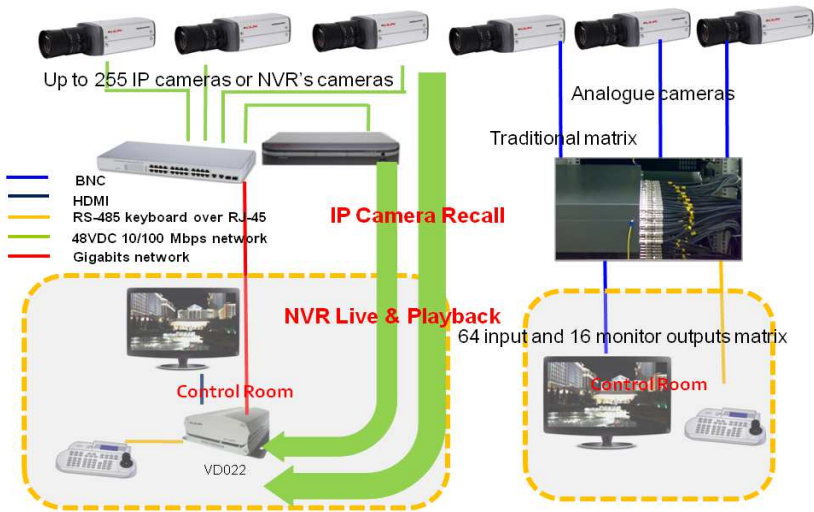 Up to 255 IP cameras or NVR's cameras
Analogue cameras
Traditional matrix
BNC
HDMI
RS-485 keyboard over RJ-45
48VDC 10/100 Mbps network
Gigabits network
IP Camera Recall
NVR Live & Playback
64 input and 16 monitor outputs matrix
Control Room
Control Room
VD022